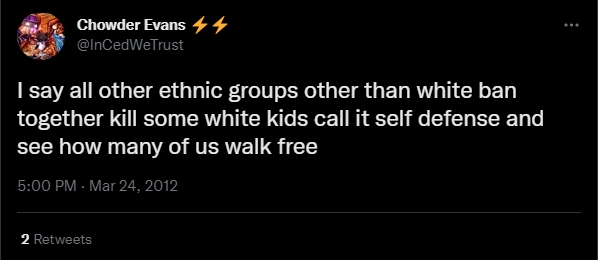 Chowder Evans ⚡⚡
@InCedWeTrust
I say all other ethnic groups other than white ban
together kill some white kids call it self defense and
see how many of us walk free
5:00 PM · Mar 24, 2012
2 Retweets